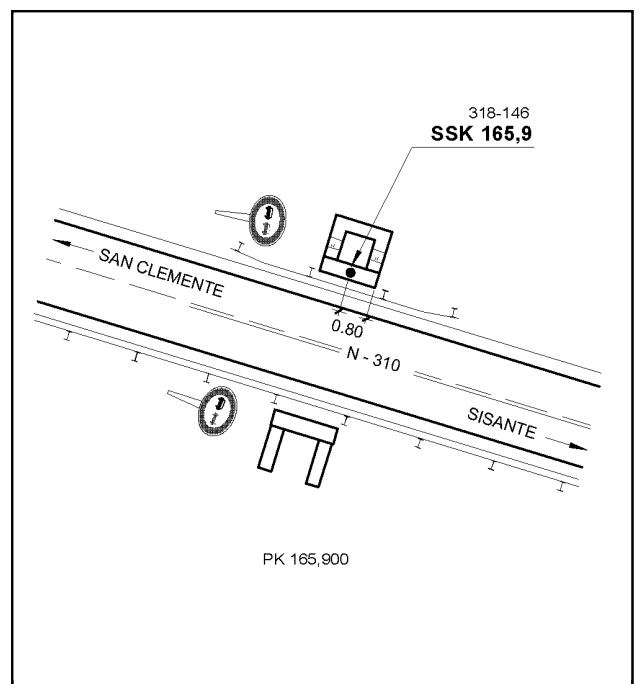 318-146
SSK 165,9
SAN CLEMENTE
0.80
N - 310
SISANTE
PK 165,900